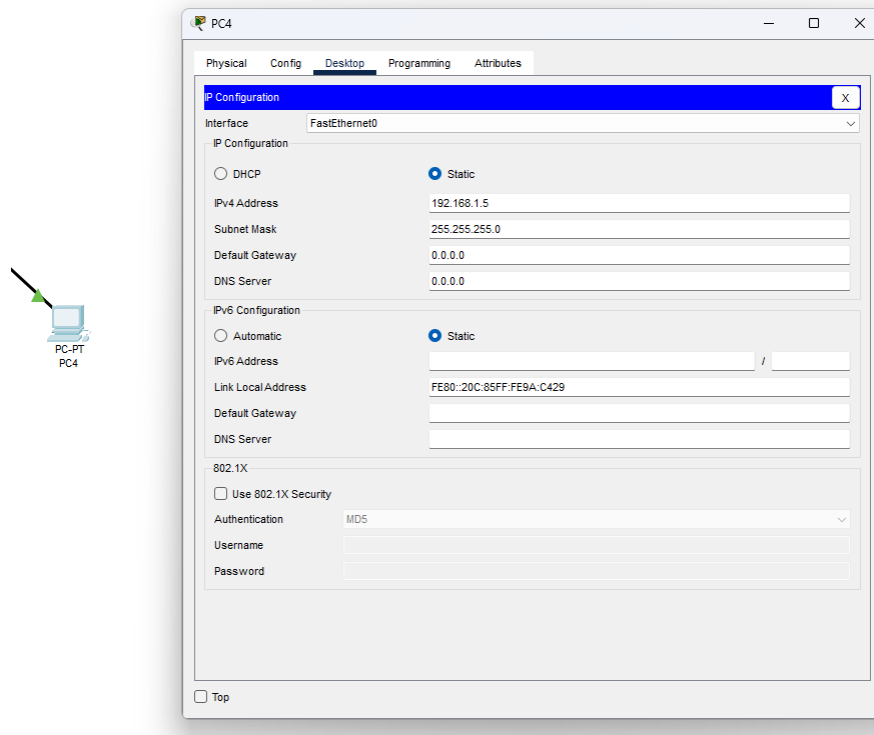 PC4
Physical Config Desktop Programming Attributes
IP Configuration X
Interface FastEthernet0
IP Configuration
DHCP Static
IPv4 Address 192.168.1.5
Subnet Mask 255.255.255.0
Default Gateway 0.0.0.0
DNS Server 0.0.0.0
IPv6 Configuration
Automatic Static
IPv6 Address /
Link Local Address FE80::20C:85FF:FE9A:C429
Default Gateway
DNS Server
802.1X
Use 802.1X Security
Authentication MD5
Username
Password
Top
PC-PT
PC4